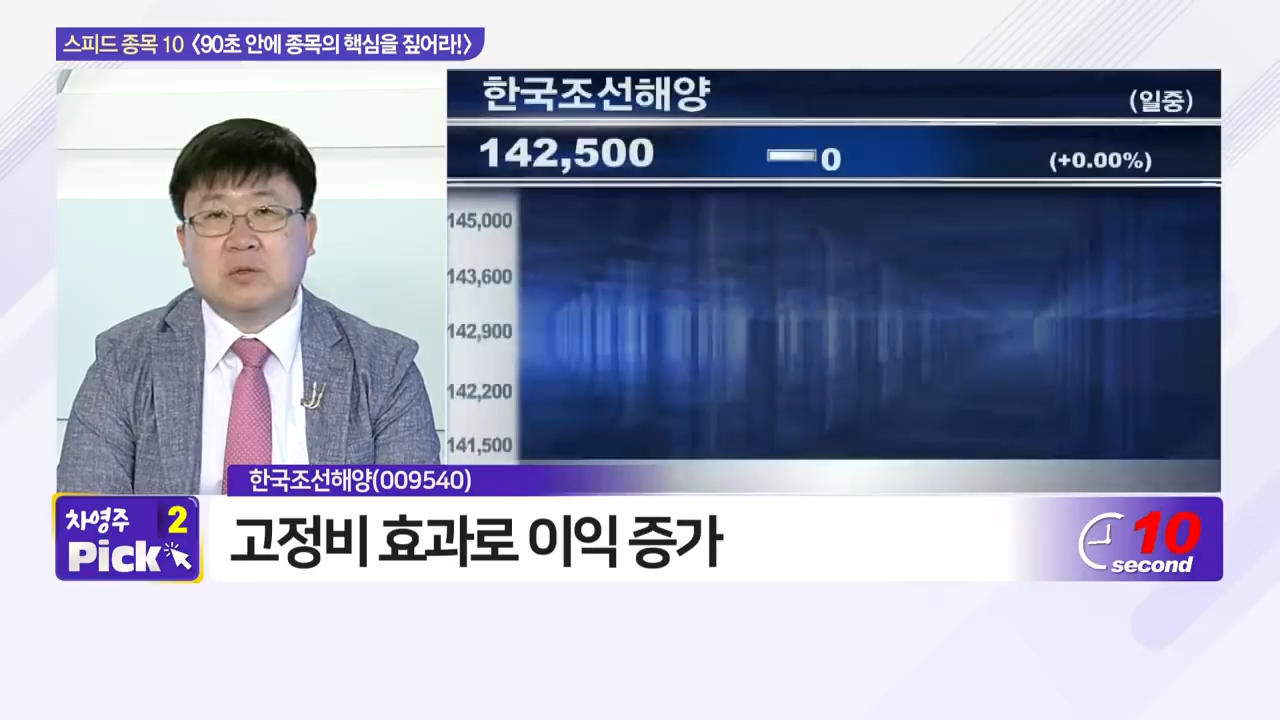 스피드 종목 10 〈90초 안에 종목의 핵심을 짚어라!〉
한국조선해양
(일중)
142,500
0
(+0.00%)
145,000
143,600
142,900
142,200
141,500
한국조선해양(009540)
차영주 2
Pick
고정비 효과로 이익 증가
10
second